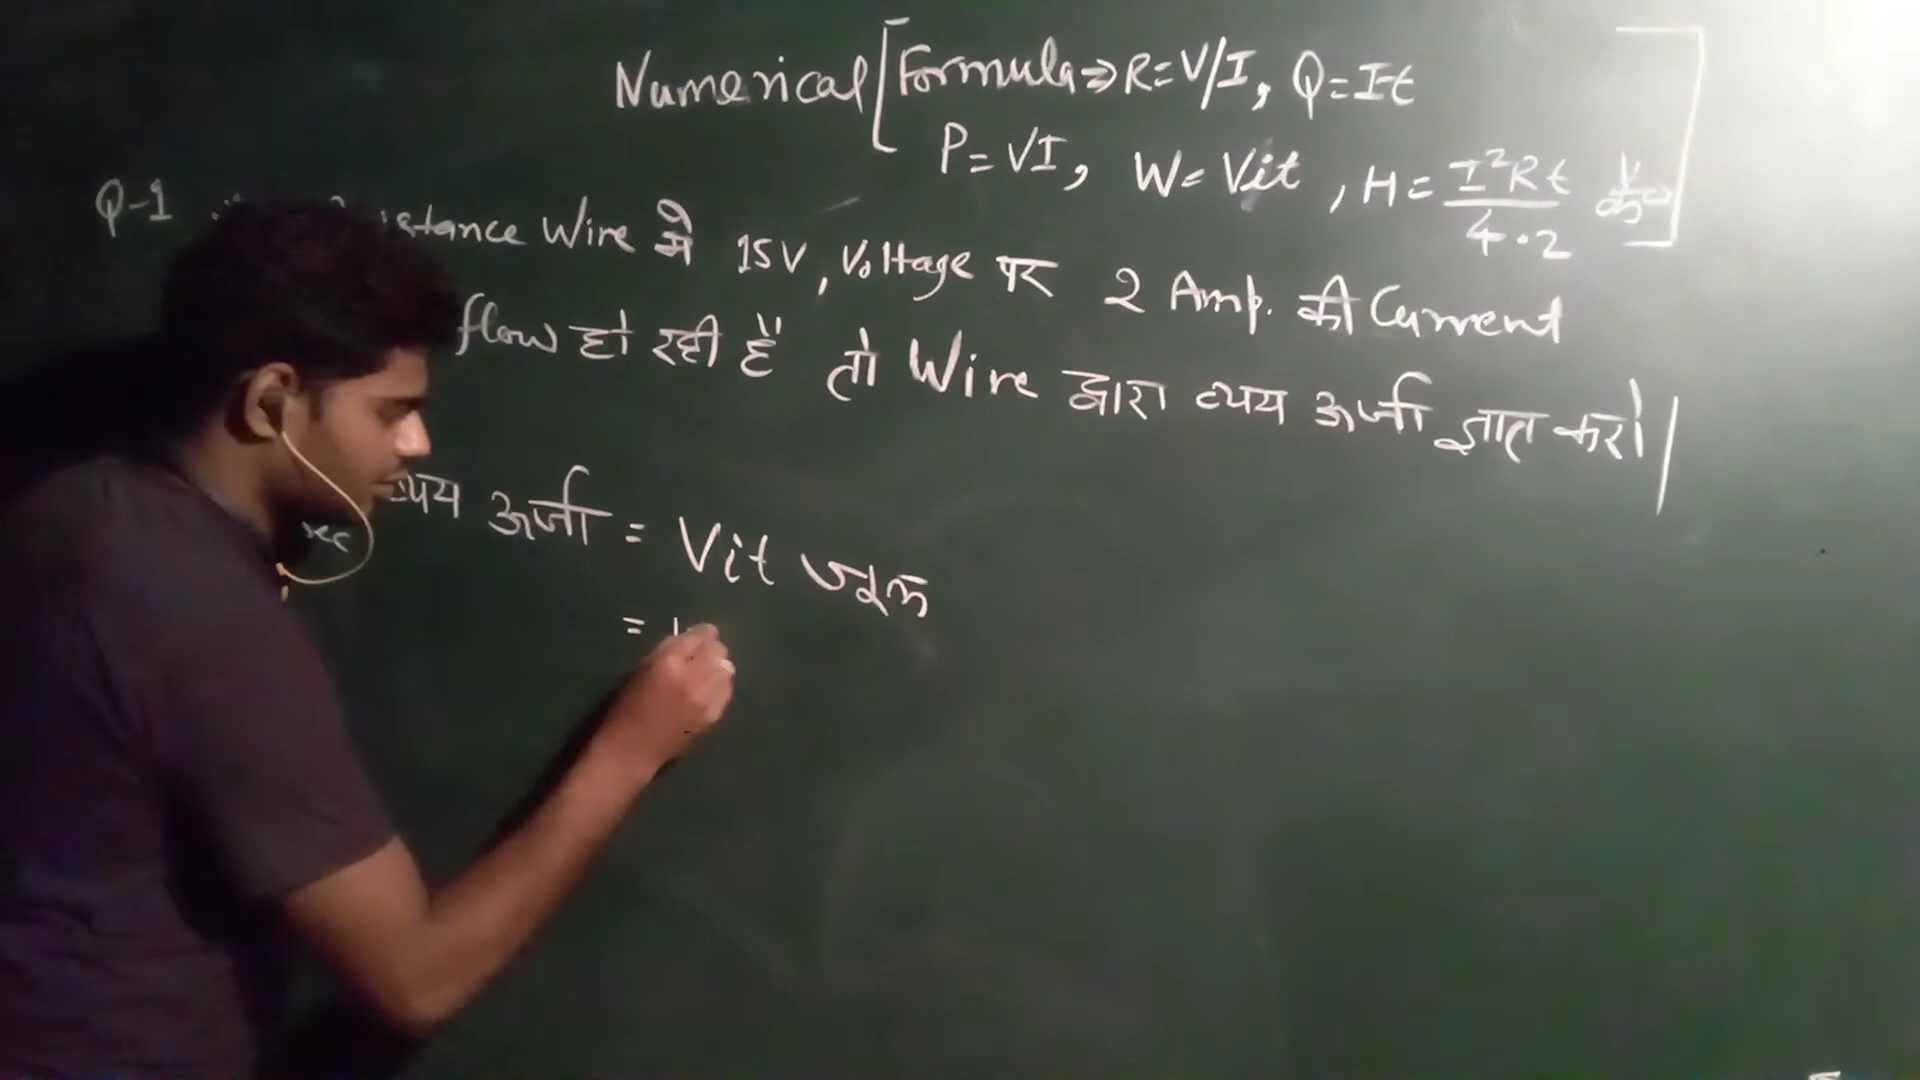 Numerical [Formula ⇒ R=V/I, Q=It
P=VI, W=Vit, H=I²Rt/4.2
Q-1 Wire मे 15V, Voltage पर 2 Amp. की Current
flow हो रही है तो Wire द्वारा व्यय ऊर्जा ज्ञात करो|
व्यय ऊर्जा = Vit जूल
=